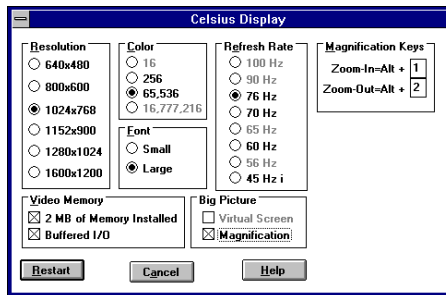 Celsius Display
Resolution
640x480
800x600
1024x768
1152x900
1280x1024
1600x1200
Color
16
256
65,536
16,777,216
Font
Small
Large
Refresh Rate
100 Hz
90 Hz
76 Hz
70 Hz
65 Hz
60 Hz
56 Hz
45 Hz i
Magnification Keys
Zoom-In=Alt + 1
Zoom-Out=Alt + 2
Video Memory
2 MB of Memory Installed
Buffered I/O
Big Picture
Virtual Screen
Magnification
Restart
Cancel
Help